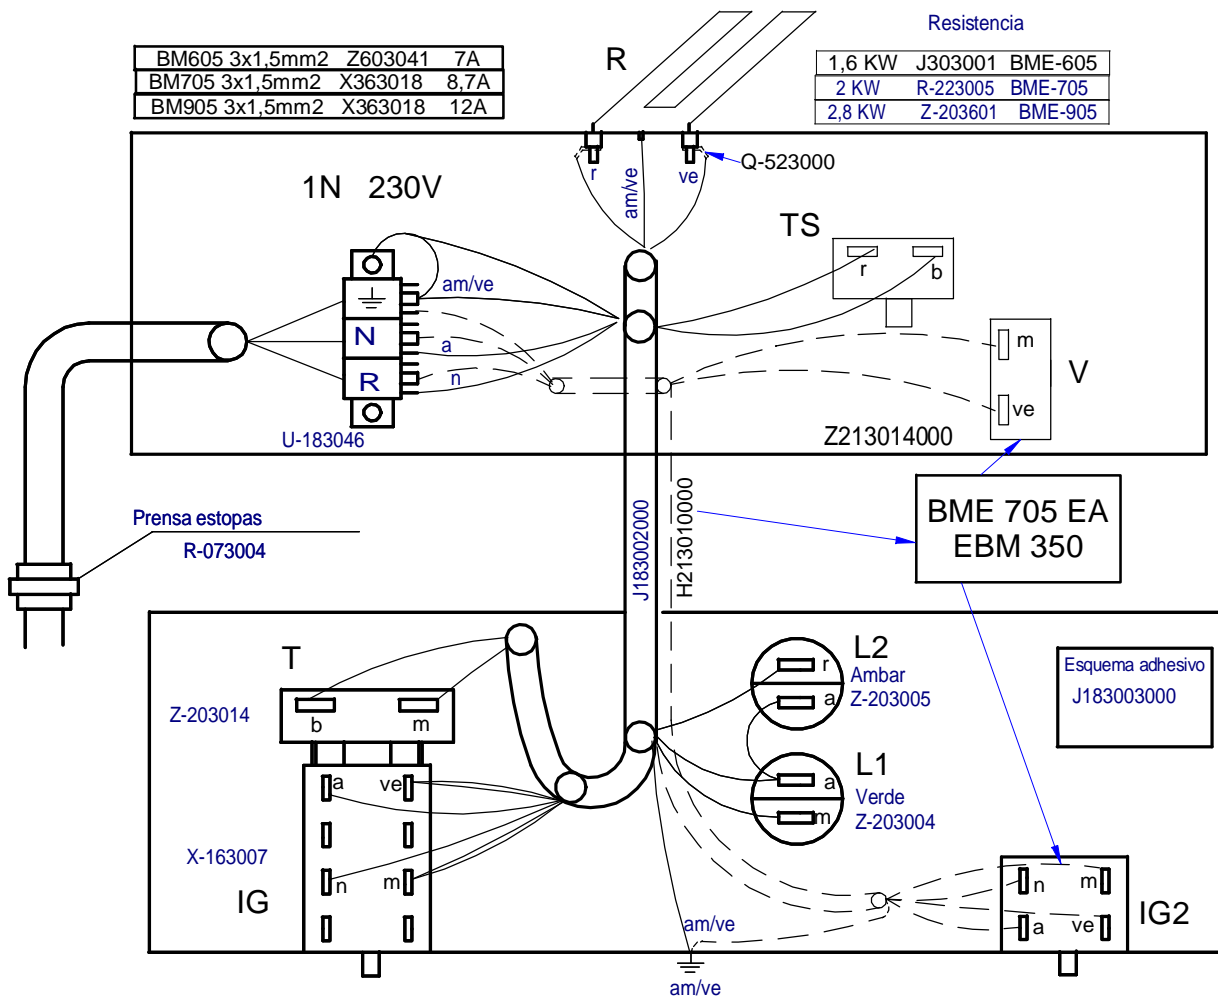 Resistencia
BM605 3x1,5mm2 Z603041 7A
BM705 3x1,5mm2 X363018 8,7A
BM905 3x1,5mm2 X363018 12A
R
1,6 KW J303001 BME-605
2 KW R-223005 BME-705
2,8 KW Z-203601 BME-905
Q-523000
r
am/ve
ve
1N 230V
TS
r
b
am/ve
N
a
R
n
m
ve
V
U-183046
Z213014000
BME 705 EA
EBM 350
Prensa estopas
R-073004
J183002000
H213010000
T
L2
r
Ambar
a
Z-203005
Esquema adhesivo
J183003000
Z-203014
b
m
L1
a
Verde
m
Z-203004
a
ve
X-163007
n
m
IG
n
m
a
ve
IG2
am/ve
am/ve